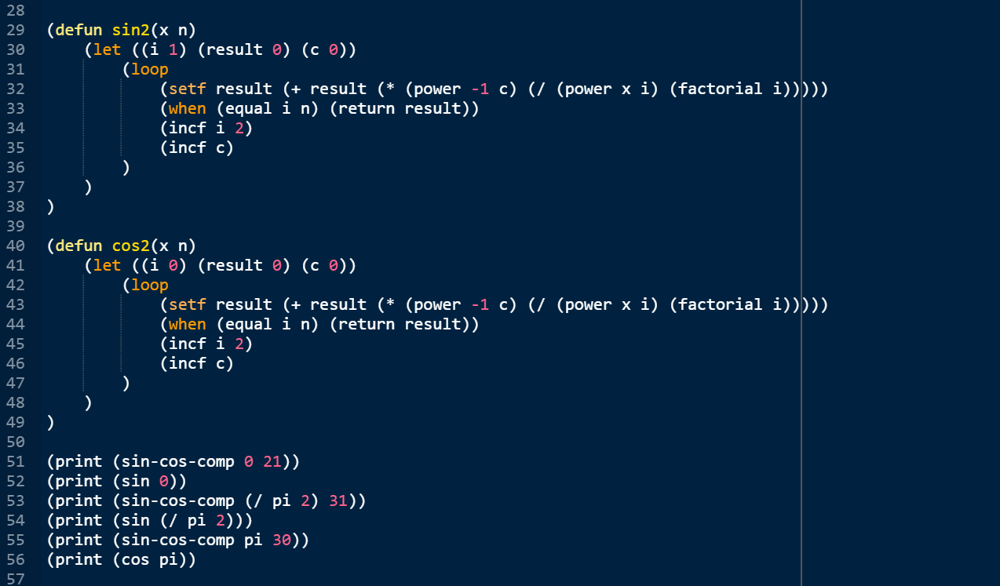 28
29 (defun sin2(x n)
30     (let ((i 1) (result 0) (c 0))
31         (loop
32             (setf result (+ result (* (power -1 c) (/ (power x i) (factorial i)))))
33             (when (equal i n) (return result))
34             (incf i 2)
35             (incf c)
36         )
37     )
38 )
39
40 (defun cos2(x n)
41     (let ((i 0) (result 0) (c 0))
42         (loop
43             (setf result (+ result (* (power -1 c) (/ (power x i) (factorial i)))))
44             (when (equal i n) (return result))
45             (incf i 2)
46             (incf c)
47         )
48     )
49 )
50
51 (print (sin-cos-comp 0 21))
52 (print (sin 0))
53 (print (sin-cos-comp (/ pi 2) 31))
54 (print (sin (/ pi 2)))
55 (print (sin-cos-comp pi 30))
56 (print (cos pi))
57